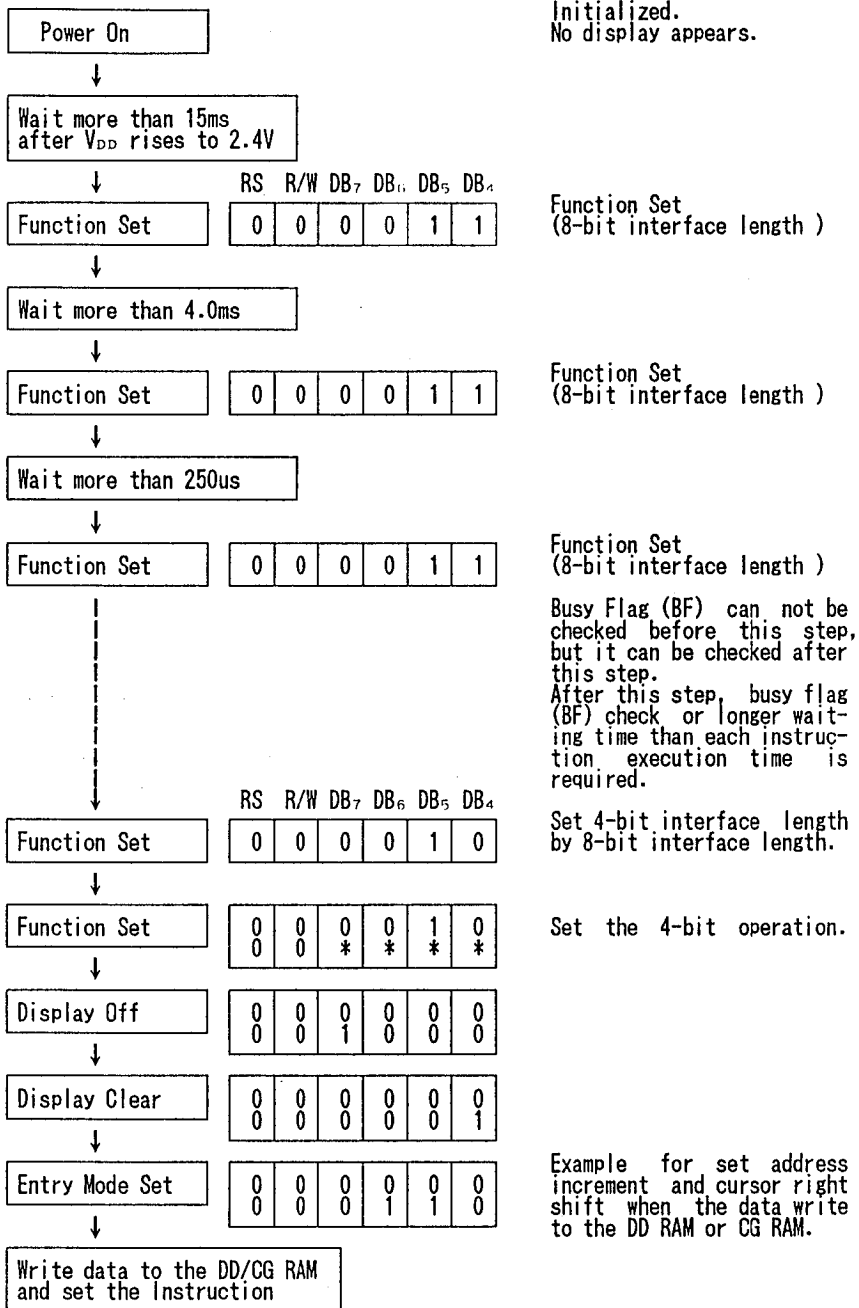 Power On
Initialized.
No display appears.
Wait more than 15ms
after VDD rises to 2.4V
RS R/W DB7 DB6 DB5 DB4
Function Set
0 0 0 0 1 1
Function Set
(8-bit interface length )
Wait more than 4.0ms
Function Set
0 0 0 0 1 1
Function Set
(8-bit interface length )
Wait more than 250us
Function Set
0 0 0 0 1 1
Function Set
(8-bit interface length )
Busy Flag (BF) can not be
checked before this step,
but it can be checked after
this step.
After this step, busy flag
(BF) check or longer wait-
ing time than each instruc-
tion execution time is
required.
RS R/W DB7 DB6 DB5 DB4
Function Set
0 0 0 0 1 0
Set 4-bit interface length
by 8-bit interface length.
Function Set
0 0 0 0 1 0
0 0 * * * *
Set the 4-bit operation.
Display Off
0 0 0 0 0 0
0 0 1 0 0 0
Display Clear
0 0 0 0 0 0
0 0 0 0 0 1
Entry Mode Set
0 0 0 0 0 0
0 0 0 1 1 0
Example for set address
increment and cursor right
shift when the data write
to the DD RAM or CG RAM.
Write data to the DD/CG RAM
and set the Instruction